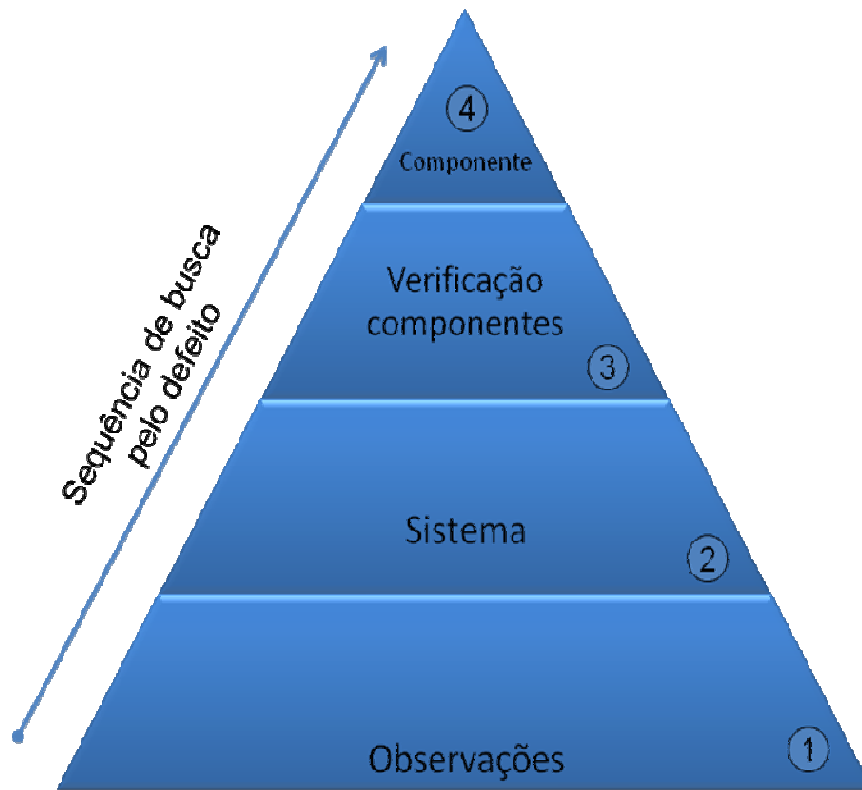 4
Componente
Verificação
componentes
3
Sistema
2
Observações
1
Sequência de busca
pelo defeito